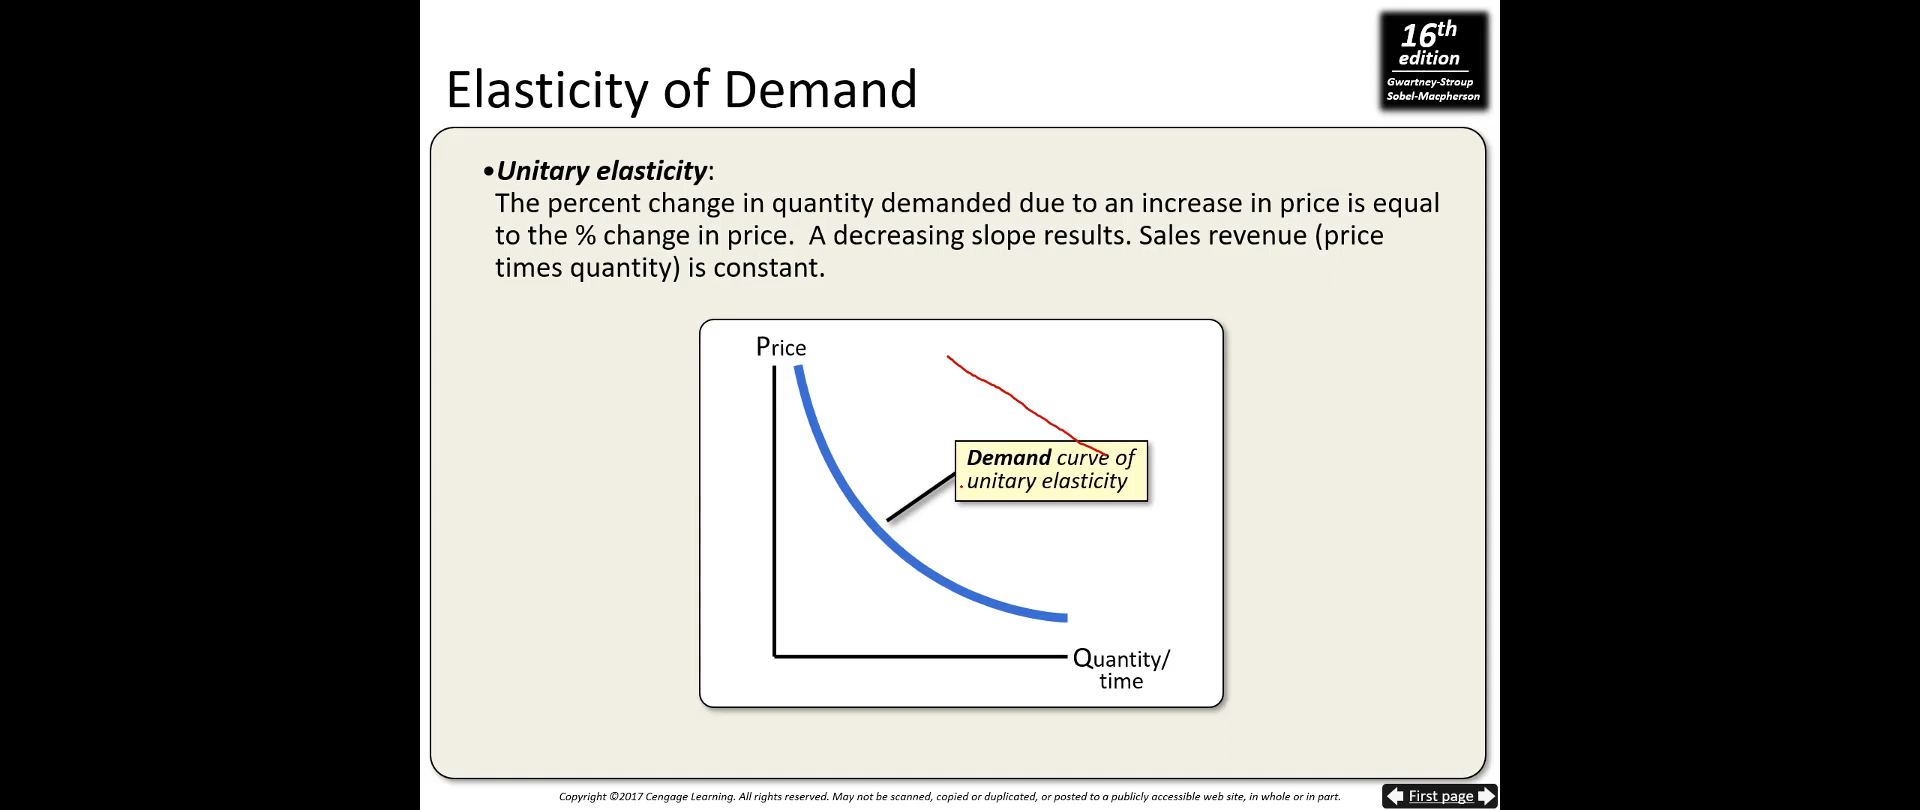 16th
edition
Gwartney-Stroup
Sobel-Macpherson
Elasticity of Demand
•Unitary elasticity:
The percent change in quantity demanded due to an increase in price is equal
to the % change in price.  A decreasing slope results. Sales revenue (price
times quantity) is constant.
Price
Demand curve of
unitary elasticity
Quantity/
time
Copyright ©2017 Cengage Learning. All rights reserved. May not be scanned, copied or duplicated, or posted to a publicly accessible web site, in whole or in part.
First page